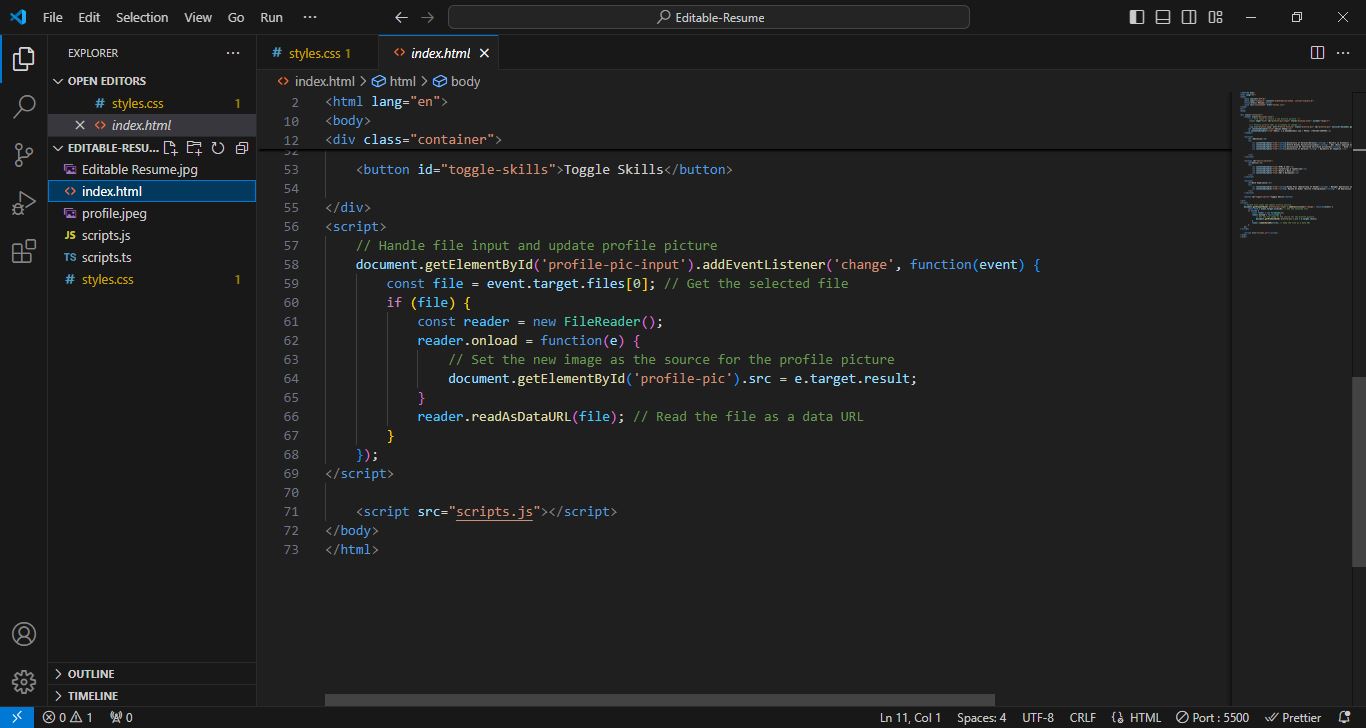 File Edit Selection View Go Run ··· Editable-Resume
EXPLORER ···
OPEN EDITORS
# styles.css 1
index.html
EDITABLE-RESU...
Editable Resume.jpg
index.html
profile.jpeg
JS scripts.js
TS scripts.ts
# styles.css 1
OUTLINE
TIMELINE
# styles.css 1 <> index.html
<> index.html > html > body
2 <html lang="en">
10 <body>
12 <div class="container">
52
53 <button id="toggle-skills">Toggle Skills</button>
54
55 </div>
56 <script>
57 // Handle file input and update profile picture
58 document.getElementById('profile-pic-input').addEventListener('change', function(event) {
59 const file = event.target.files[0]; // Get the selected file
60 if (file) {
61 const reader = new FileReader();
62 reader.onload = function(e) {
63 // Set the new image as the source for the profile picture
64 document.getElementById('profile-pic').src = e.target.result;
65 }
66 reader.readAsDataURL(file); // Read the file as a data URL
67 }
68 });
69 </script>
70
71 <script src="scripts.js"></script>
72 </body>
73 </html>
0 1 0 Ln 11, Col 1 Spaces: 4 UTF-8 CRLF HTML Port : 5500 Prettier